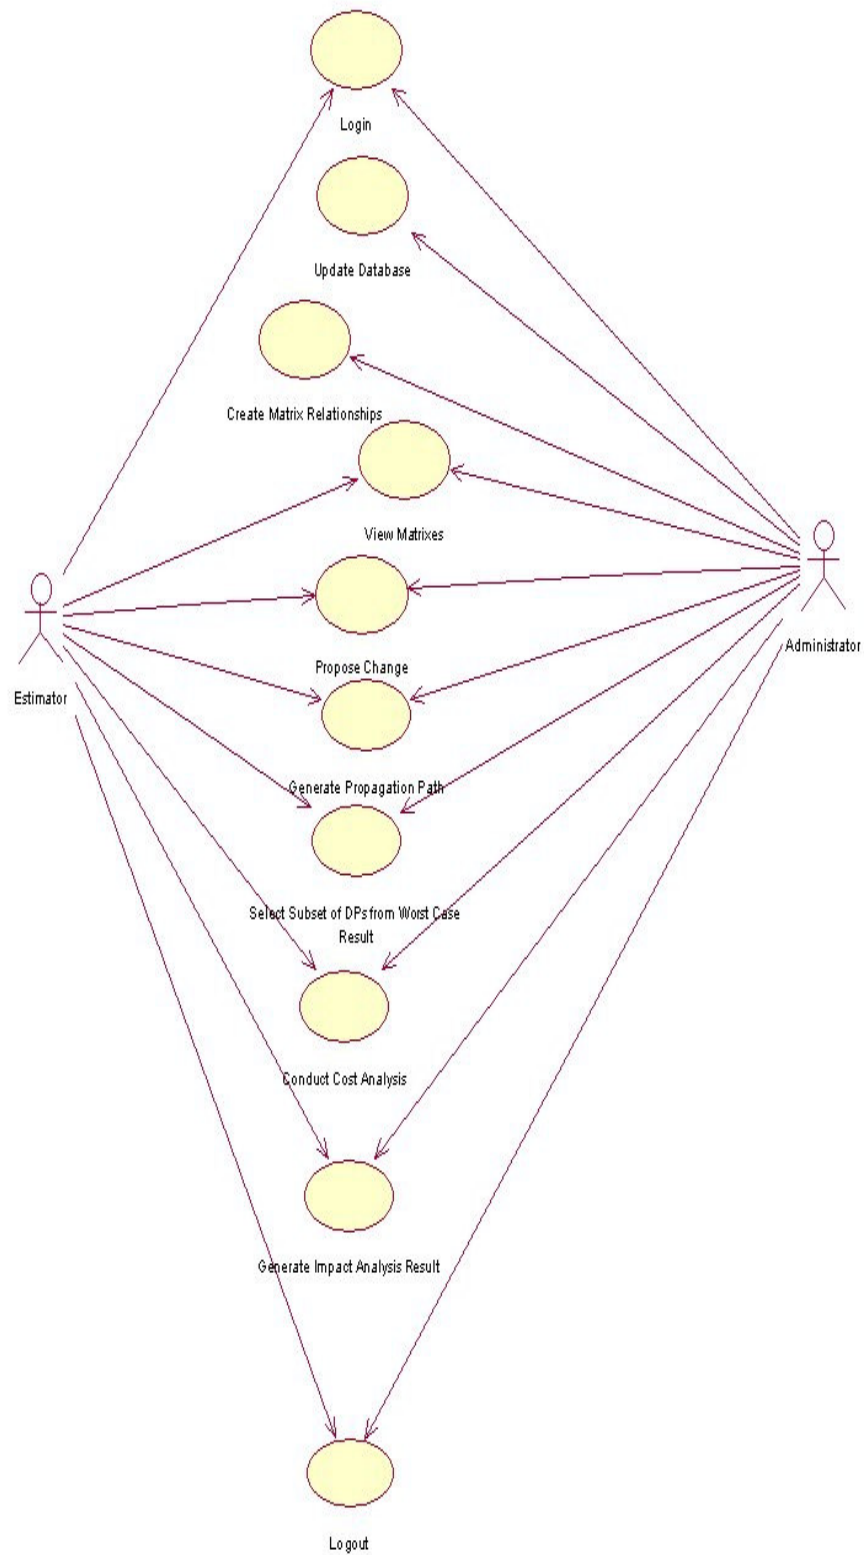 Login
Update Database
Create Matrix Relationships
View Matrixes
Propose Change
Administrator
Estimator
Generate Propagation Path
Select Subset of DPs from Worst Case
Result
Conduct Cost Analysis
Generate Impact Analysis Result
Logout